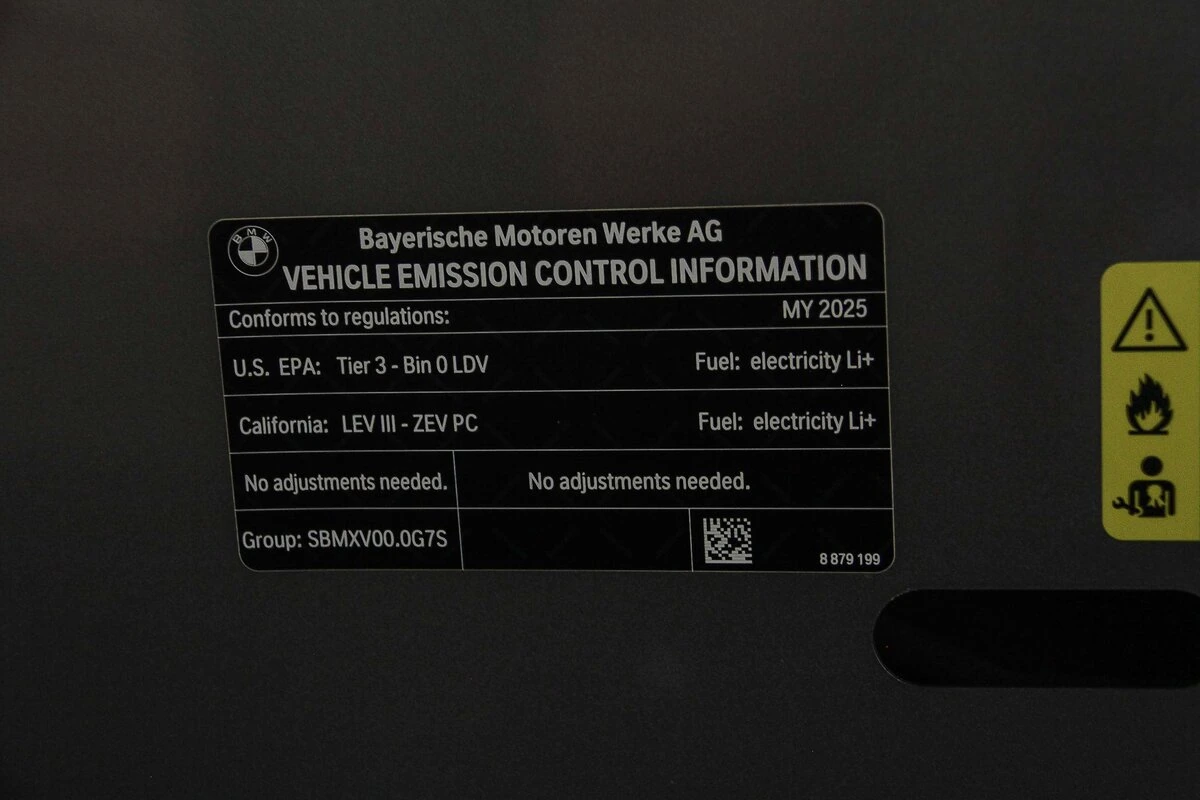 BMW
Bayerische Motoren Werke AG
VEHICLE EMISSION CONTROL INFORMATION
Conforms to regulations: MY 2025
U.S. EPA: Tier 3 - Bin 0 LDV Fuel: electricity Li+
California: LEV III - ZEV PC Fuel: electricity Li+
No adjustments needed. No adjustments needed.
Group: SBMXV00.0G7S 8 879 199